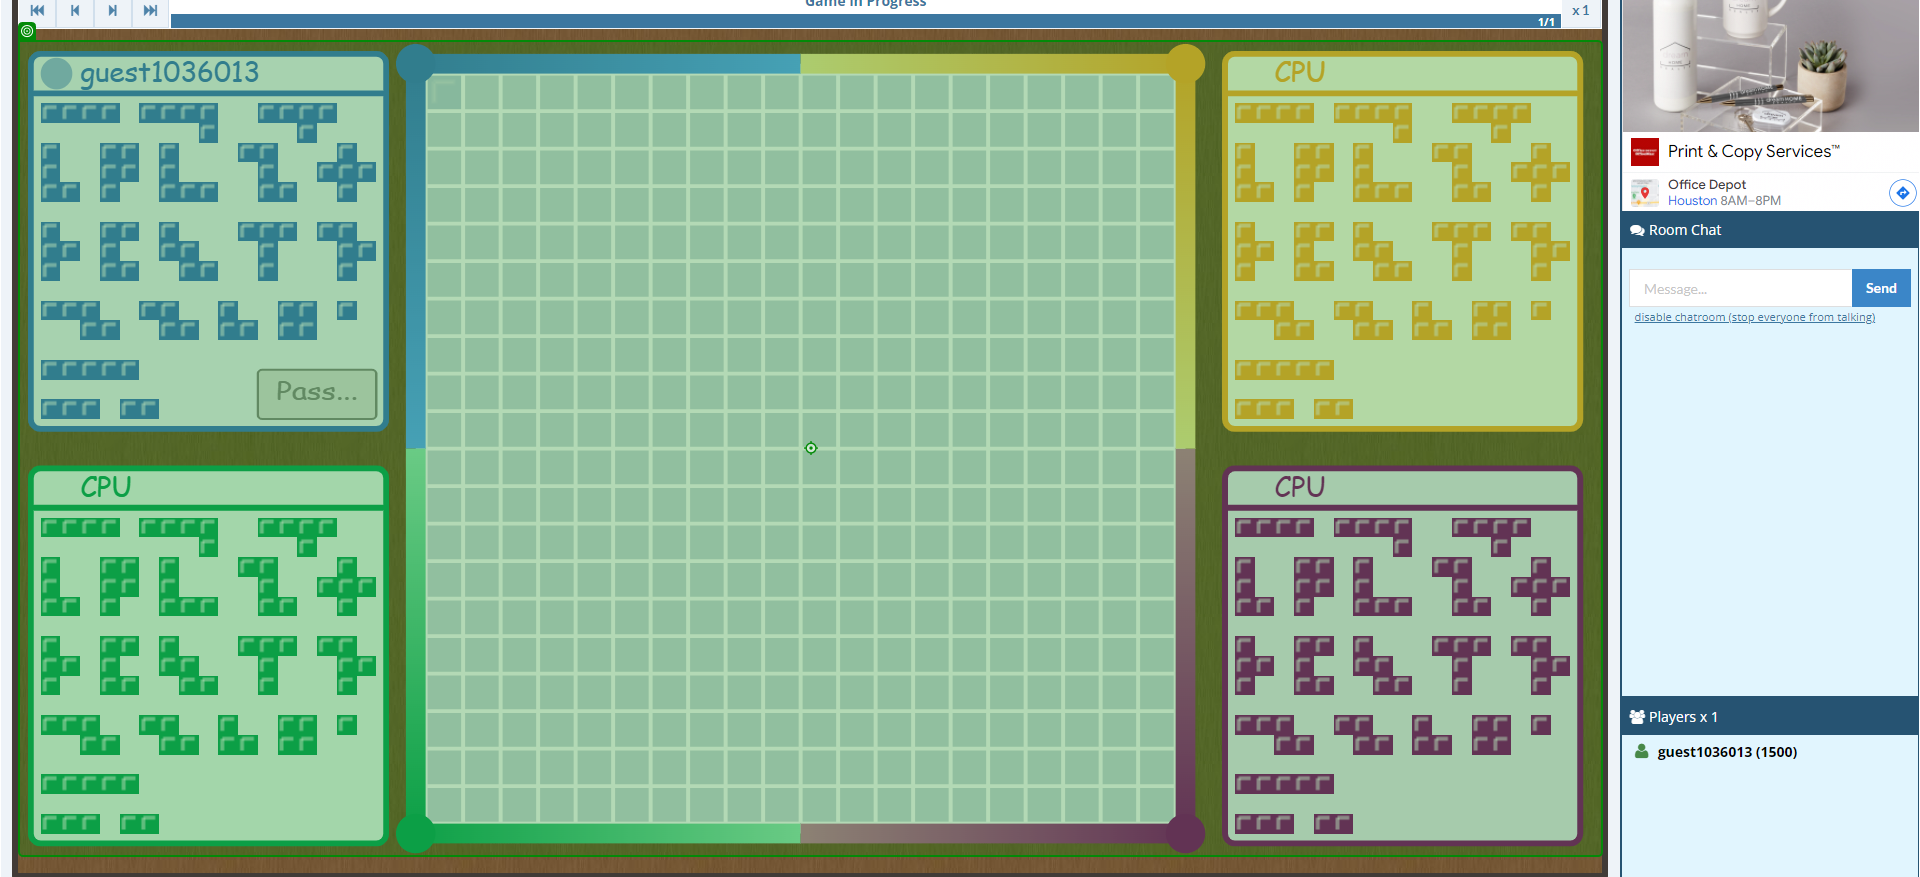 Game in Progress
x 1
1/1
guest1036013
Pass...
CPU
CPU
CPU
Print & Copy Services™
Office Depot
Houston 8AM–8PM
Room Chat
Message...
Send
disable chatroom (stop everyone from talking)
Players x 1
guest1036013 (1500)